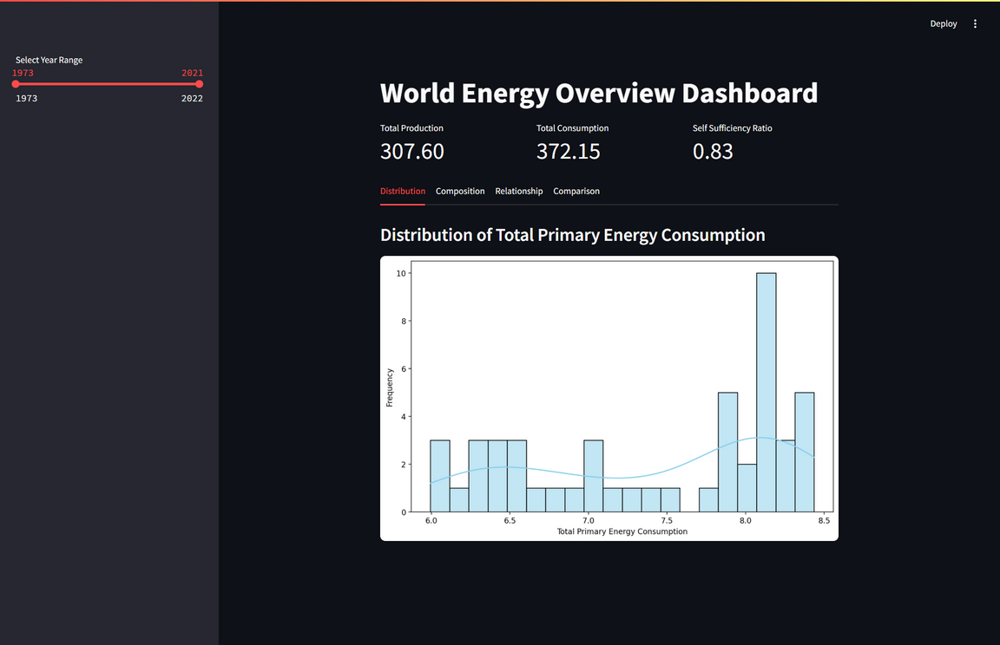 Deploy
Select Year Range
1973 2021
1973 2022
World Energy Overview Dashboard
Total Production Total Consumption Self Sufficiency Ratio
307.60 372.15 0.83
Distribution Composition Relationship Comparison
Distribution of Total Primary Energy Consumption
10
8
6
4
2
0
Frequency
6.0 6.5 7.0 7.5 8.0 8.5
Total Primary Energy Consumption